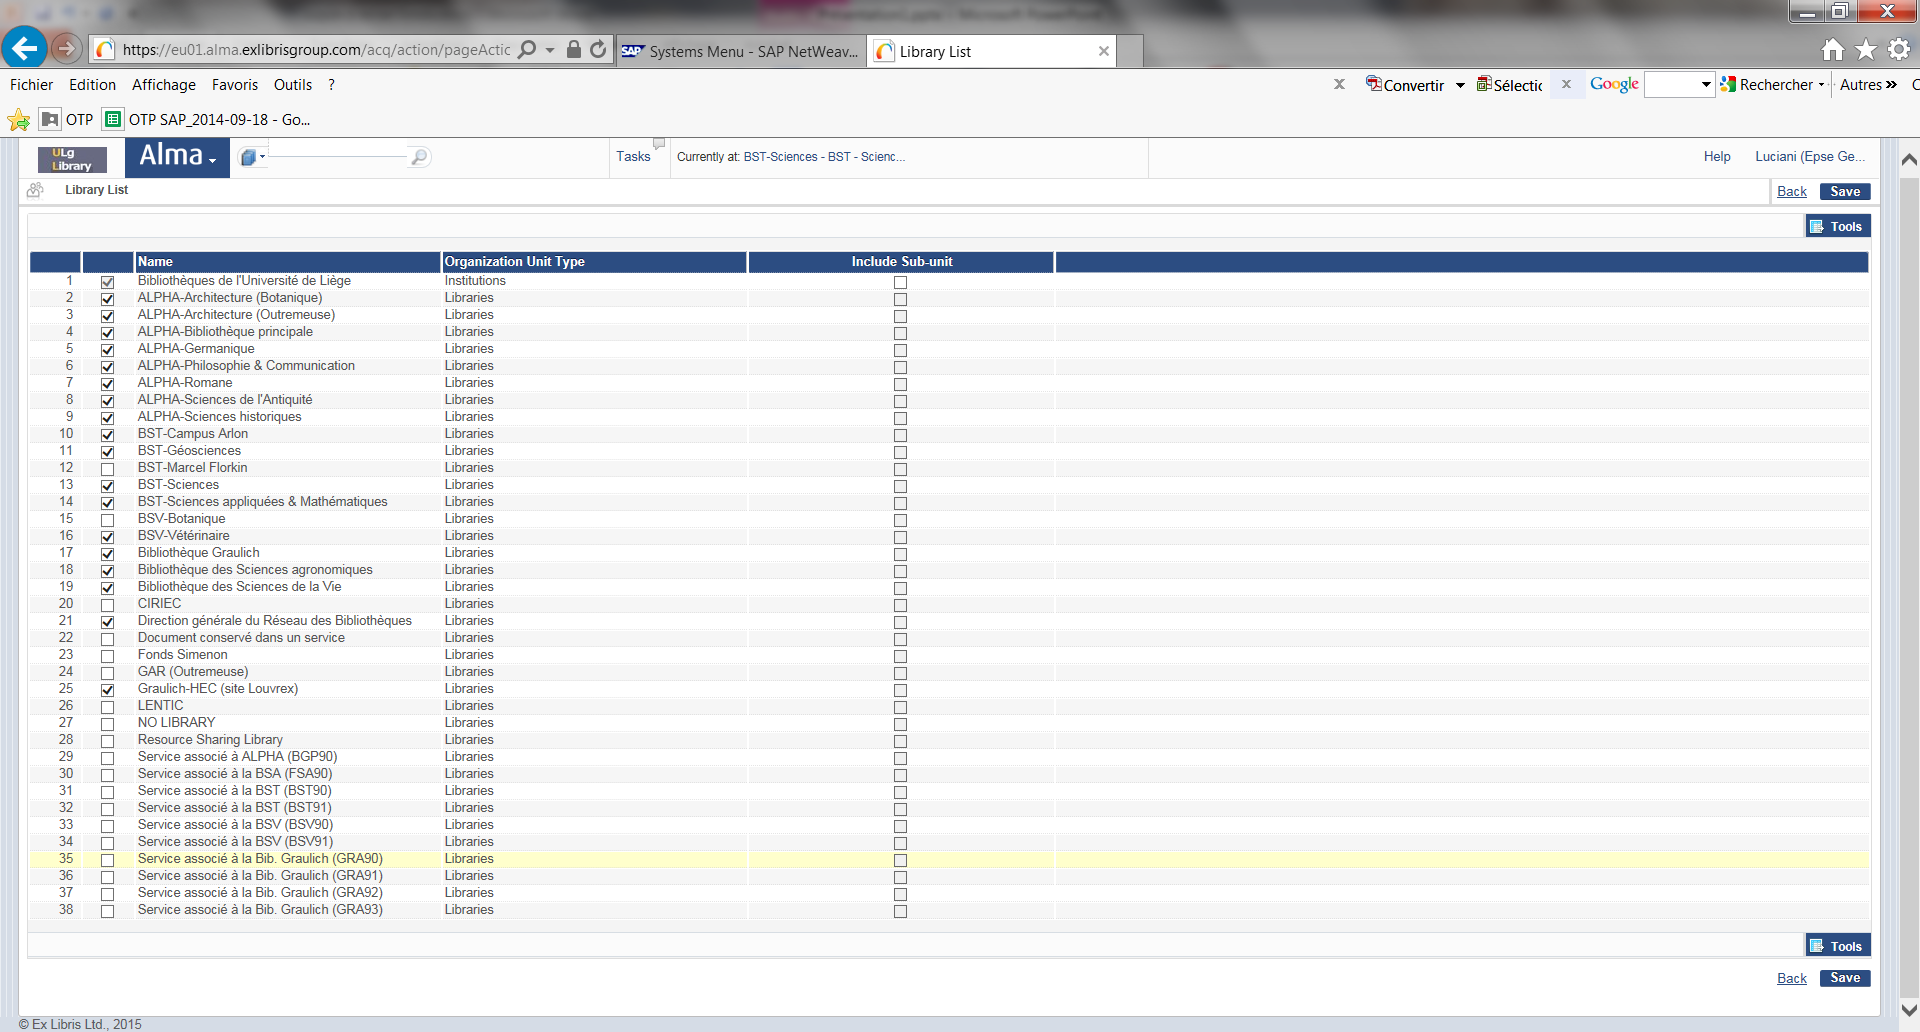 https://eu01.alma.exlibrisgroup.com/acq/action/pageActic
SAP Systems Menu - SAP NetWeav...
Library List
Fichier Edition Affichage Favoris Outils ?
x Convertir Sélectic x Google Rechercher Autres »
OTP OTP SAP_2014-09-18 - Go...
ULg Library Alma Tasks Currently at: BST-Sciences - BST - Scienc... Help Luciani (Epse Ge...
Library List Back Save
Tools
Name Organization Unit Type Include Sub-unit
1 Bibliothèques de l'Université de Liège Institutions
2 ALPHA-Architecture (Botanique) Libraries
3 ALPHA-Architecture (Outremeuse) Libraries
4 ALPHA-Bibliothèque principale Libraries
5 ALPHA-Germanique Libraries
6 ALPHA-Philosophie & Communication Libraries
7 ALPHA-Romane Libraries
8 ALPHA-Sciences de l'Antiquité Libraries
9 ALPHA-Sciences historiques Libraries
10 BST-Campus Arlon Libraries
11 BST-Géosciences Libraries
12 BST-Marcel Florkin Libraries
13 BST-Sciences Libraries
14 BST-Sciences appliquées & Mathématiques Libraries
15 BSV-Botanique Libraries
16 BSV-Vétérinaire Libraries
17 Bibliothèque Graulich Libraries
18 Bibliothèque des Sciences agronomiques Libraries
19 Bibliothèque des Sciences de la Vie Libraries
20 CIRIEC Libraries
21 Direction générale du Réseau des Bibliothèques Libraries
22 Document conservé dans un service Libraries
23 Fonds Simenon Libraries
24 GAR (Outremeuse) Libraries
25 Graulich-HEC (site Louvrex) Libraries
26 LENTIC Libraries
27 NO LIBRARY Libraries
28 Resource Sharing Library Libraries
29 Service associé à ALPHA (BGP90) Libraries
30 Service associé à la BSA (FSA90) Libraries
31 Service associé à la BST (BST90) Libraries
32 Service associé à la BST (BST91) Libraries
33 Service associé à la BSV (BSV90) Libraries
34 Service associé à la BSV (BSV91) Libraries
35 Service associé à la Bib. Graulich (GRA90) Libraries
36 Service associé à la Bib. Graulich (GRA91) Libraries
37 Service associé à la Bib. Graulich (GRA92) Libraries
38 Service associé à la Bib. Graulich (GRA93) Libraries
Tools
Back Save
© Ex Libris Ltd., 2015